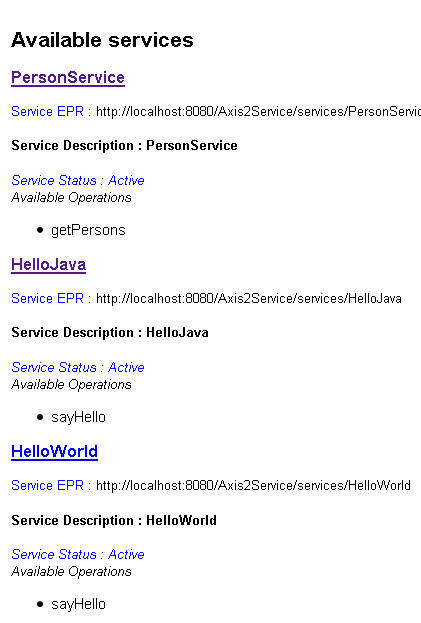 Available services
PersonService
Service EPR : http://localhost:8080/Axis2Service/services/PersonServic
Service Description : PersonService
Service Status : Active
Available Operations
• getPersons
HelloJava
Service EPR : http://localhost:8080/Axis2Service/services/HelloJava
Service Description : HelloJava
Service Status : Active
Available Operations
• sayHello
HelloWorld
Service EPR : http://localhost:8080/Axis2Service/services/HelloWorld
Service Description : HelloWorld
Service Status : Active
Available Operations
• sayHello